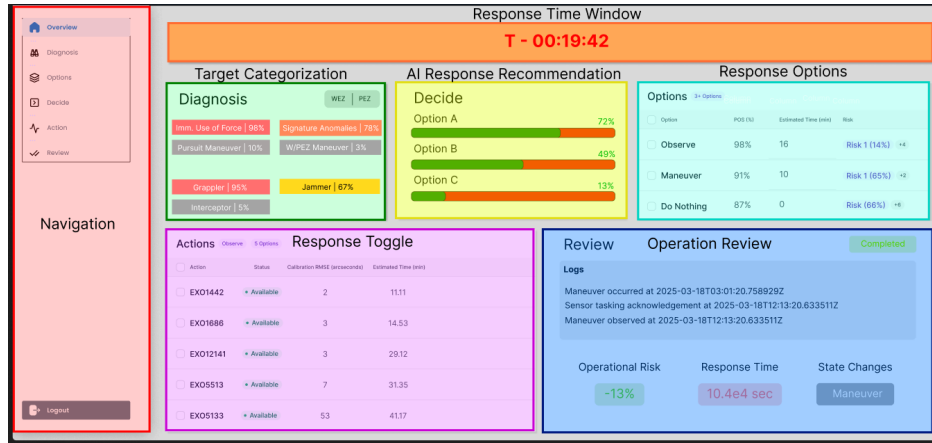 Response Time Window
T - 00:19:42
Overview
Diagnosis
Options
Decide
Action
Review
Navigation
Logout
Target Categorization
Diagnosis
WEZ | PEZ
Imm. Use of Force | 98%
Signature Anomalies | 78%
Pursuit Maneuver | 10%
W/PEZ Maneuver | 3%
Grappler | 95%
Jammer | 67%
Interceptor | 5%
AI Response Recommendation
Decide
Option A
72%
Option B
49%
Option C
13%
Response Options
Options 3+ Options
Option POS (%) Estimated Time (min) Risk
Observe 98% 16 Risk 1 (14%) +4
Maneuver 91% 10 Risk 1 (65%) +2
Do Nothing 87% 0 Risk (66%) +6
Actions Observe 5 Options Response Toggle
Action Status Calibration RMSE (arcseconds) Estimated Time (min)
EXO1442 • Available 2 11.11
EXO1686 • Available 3 14.53
EXO12141 • Available 3 29.12
EXO5513 • Available 7 31.35
EXO5133 • Available 53 41.17
Review Operation Review Completed
Logs
Maneuver occurred at 2025-03-18T03:01:20.758929Z
Sensor tasking acknowledgement at 2025-03-18T12:13:20.633511Z
Maneuver observed at 2025-03-18T12:13:20.633511Z
Operational Risk Response Time State Changes
-13% 10.4e4 sec Maneuver